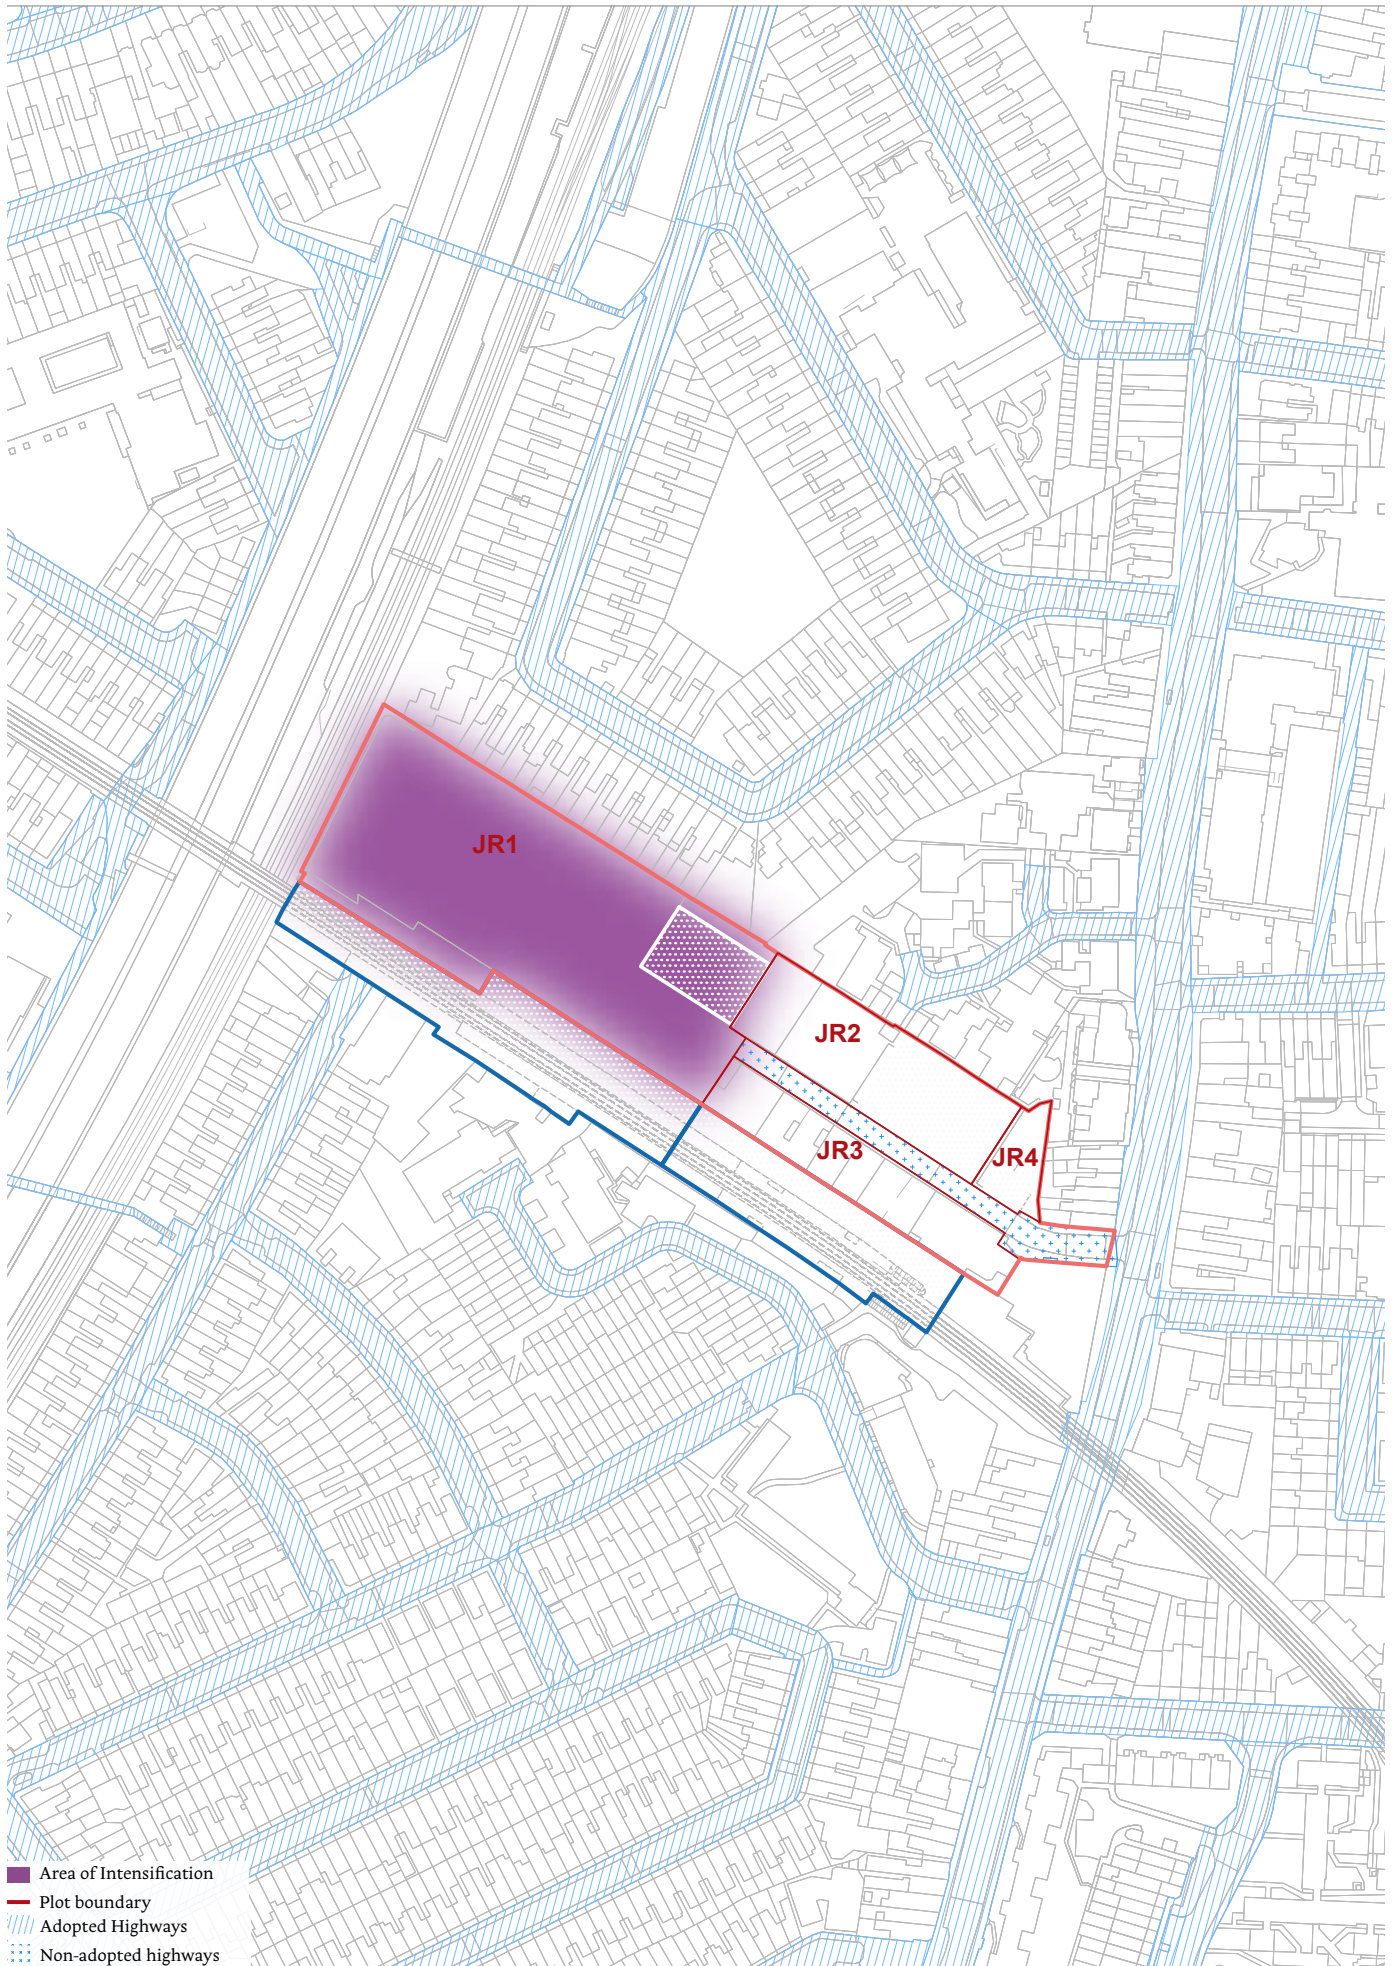 JR1
JR2
JR3
JR4
Area of Intensification
Plot boundary
Adopted Highways
Non-adopted highways